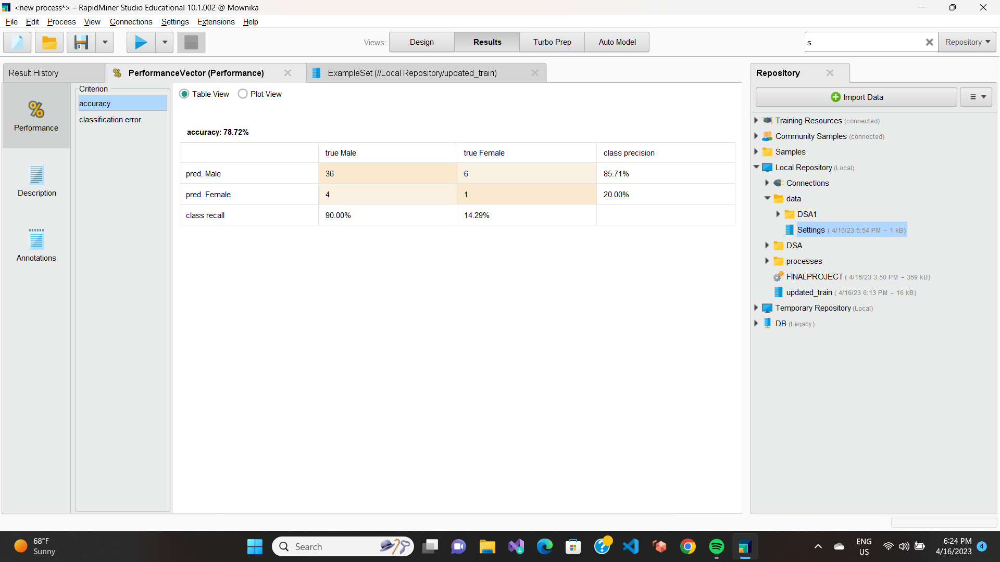 <new process*> – RapidMiner Studio Educational 10.1.002 @ Mownika
File Edit Process View Connections Settings Extensions Help
Views: Design Results Turbo Prep Auto Model
s
Repository
Result History
% PerformanceVector (Performance)
ExampleSet (//Local Repository/updated_train)
Repository
%
Performance
Description
Annotations
Criterion
accuracy
classification error
Table View Plot View
accuracy: 78.72%
true Male true Female class precision
pred. Male 36 6 85.71%
pred. Female 4 1 20.00%
class recall 90.00% 14.29%
Import Data
Training Resources (connected)
Community Samples (connected)
Samples
Local Repository (Local)
Connections
data
DSA1
Settings ( 4/16/23 5:54 PM – 1 kB)
DSA
processes
FINALPROJECT ( 4/16/23 3:50 PM – 359 kB)
updated_train ( 4/16/23 6:13 PM – 16 kB)
Temporary Repository (Local)
DB (Legacy)
68°F
Sunny
Search
ENG
US
6:24 PM
4/16/2023
4